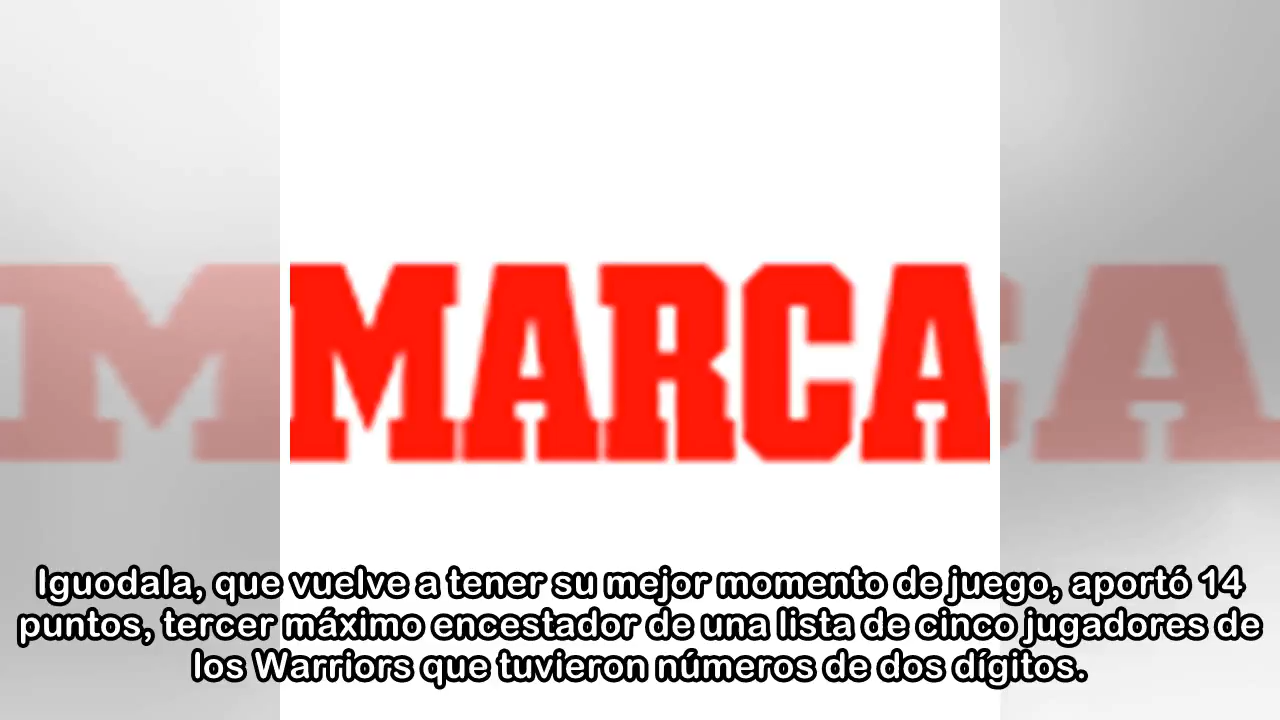 MARCA
Iguodala, que vuelve a tener su mejor momento de juego, aportó 14
puntos, tercer máximo encestador de una lista de cinco jugadores de
los Warriors que tuvieron números de dos dígitos.